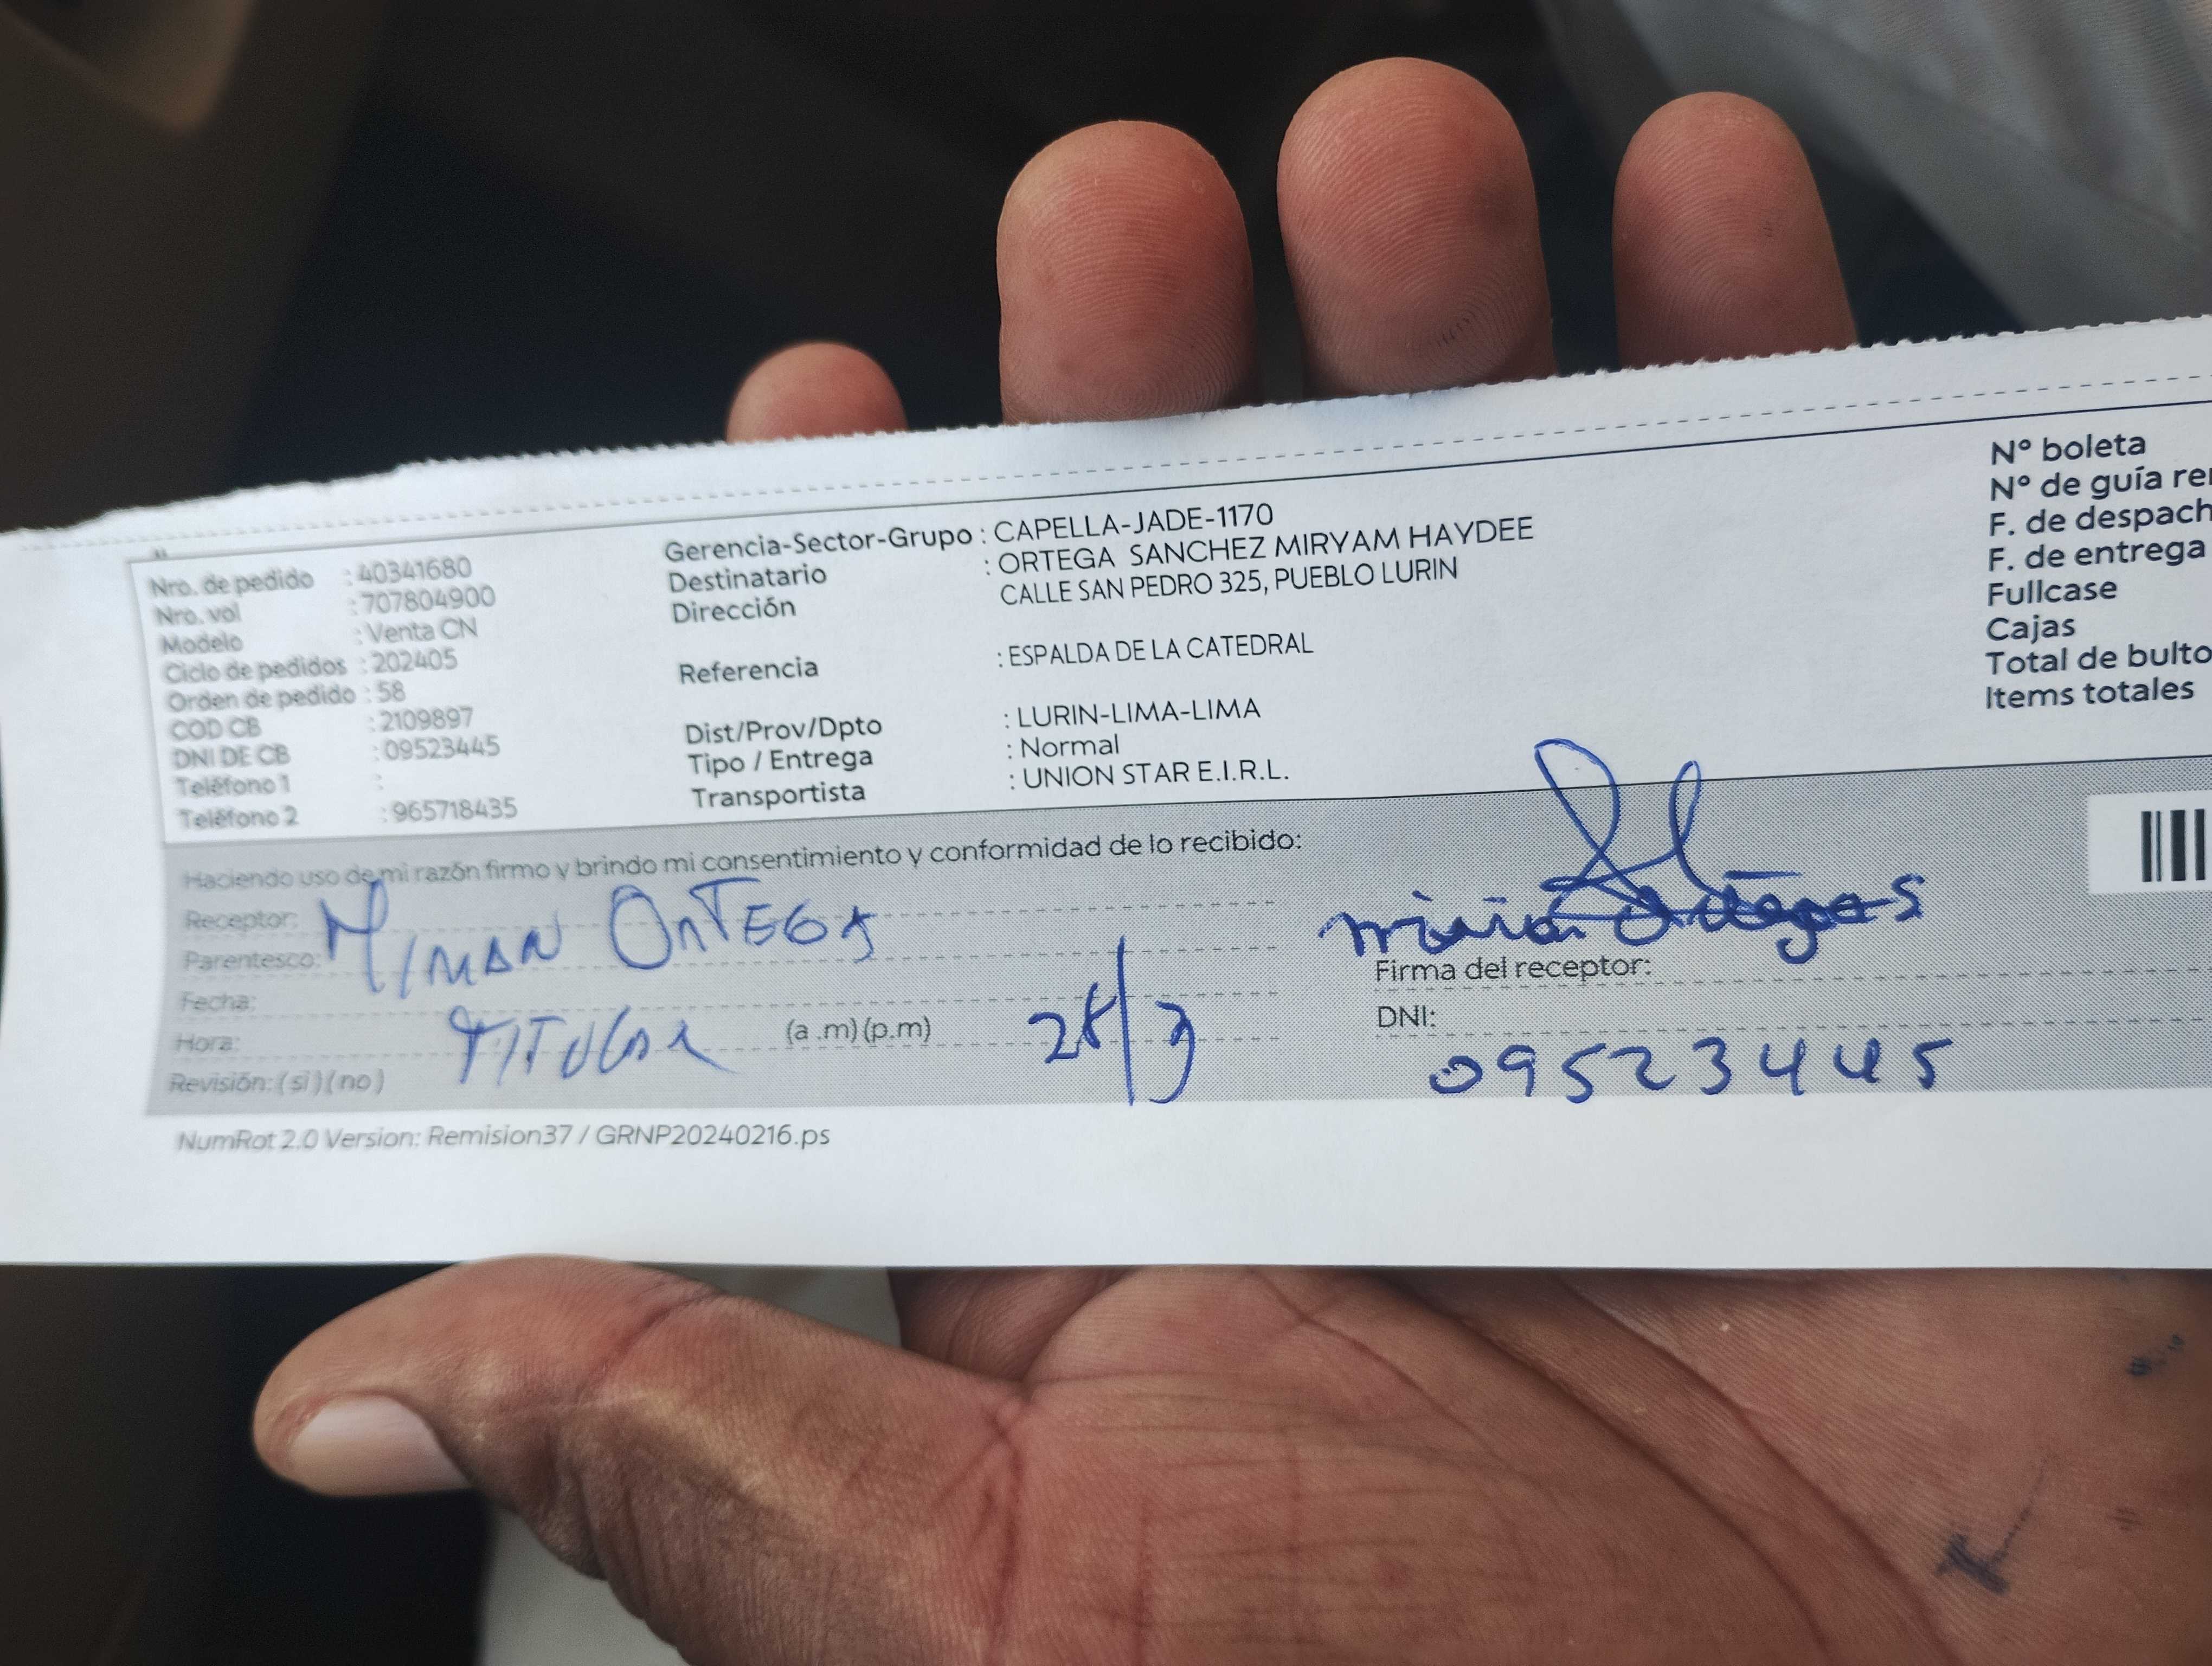 Nro. de pedido : 40341680
Nro. vol : 707804900
Modelo : Venta CN
Ciclo de pedidos : 202405
Orden de pedido : 58
COD CB : 2109897
DNI DE CB : 09523445
Teléfono 1 :
Teléfono 2 : 965718435
Gerencia-Sector-Grupo : CAPELLA-JADE-1170
Destinatario : ORTEGA SANCHEZ MIRYAM HAYDEE
Dirección CALLE SAN PEDRO 325, PUEBLO LURIN
Referencia : ESPALDA DE LA CATEDRAL
Dist/Prov/Dpto : LURIN-LIMA-LIMA
Tipo / Entrega : Normal
Transportista : UNION STAR E.I.R.L.
Nº boleta
Nº de guía re
F. de despach
F. de entrega
Fullcase
Cajas
Total de bulto
Items totales
Haciendo uso de mi razón firmo y brindo mi consentimiento y conformidad de lo recibido:
Receptor:
Parentesco: ORTEGA
Fecha:
Hora: TITULAR (a .m) (p.m) 28/3
Revisión: ( si ) ( no )
Firma del receptor:
DNI:
09523445
NumRot 2.0 Version: Remision37 / GRNP20240216.ps